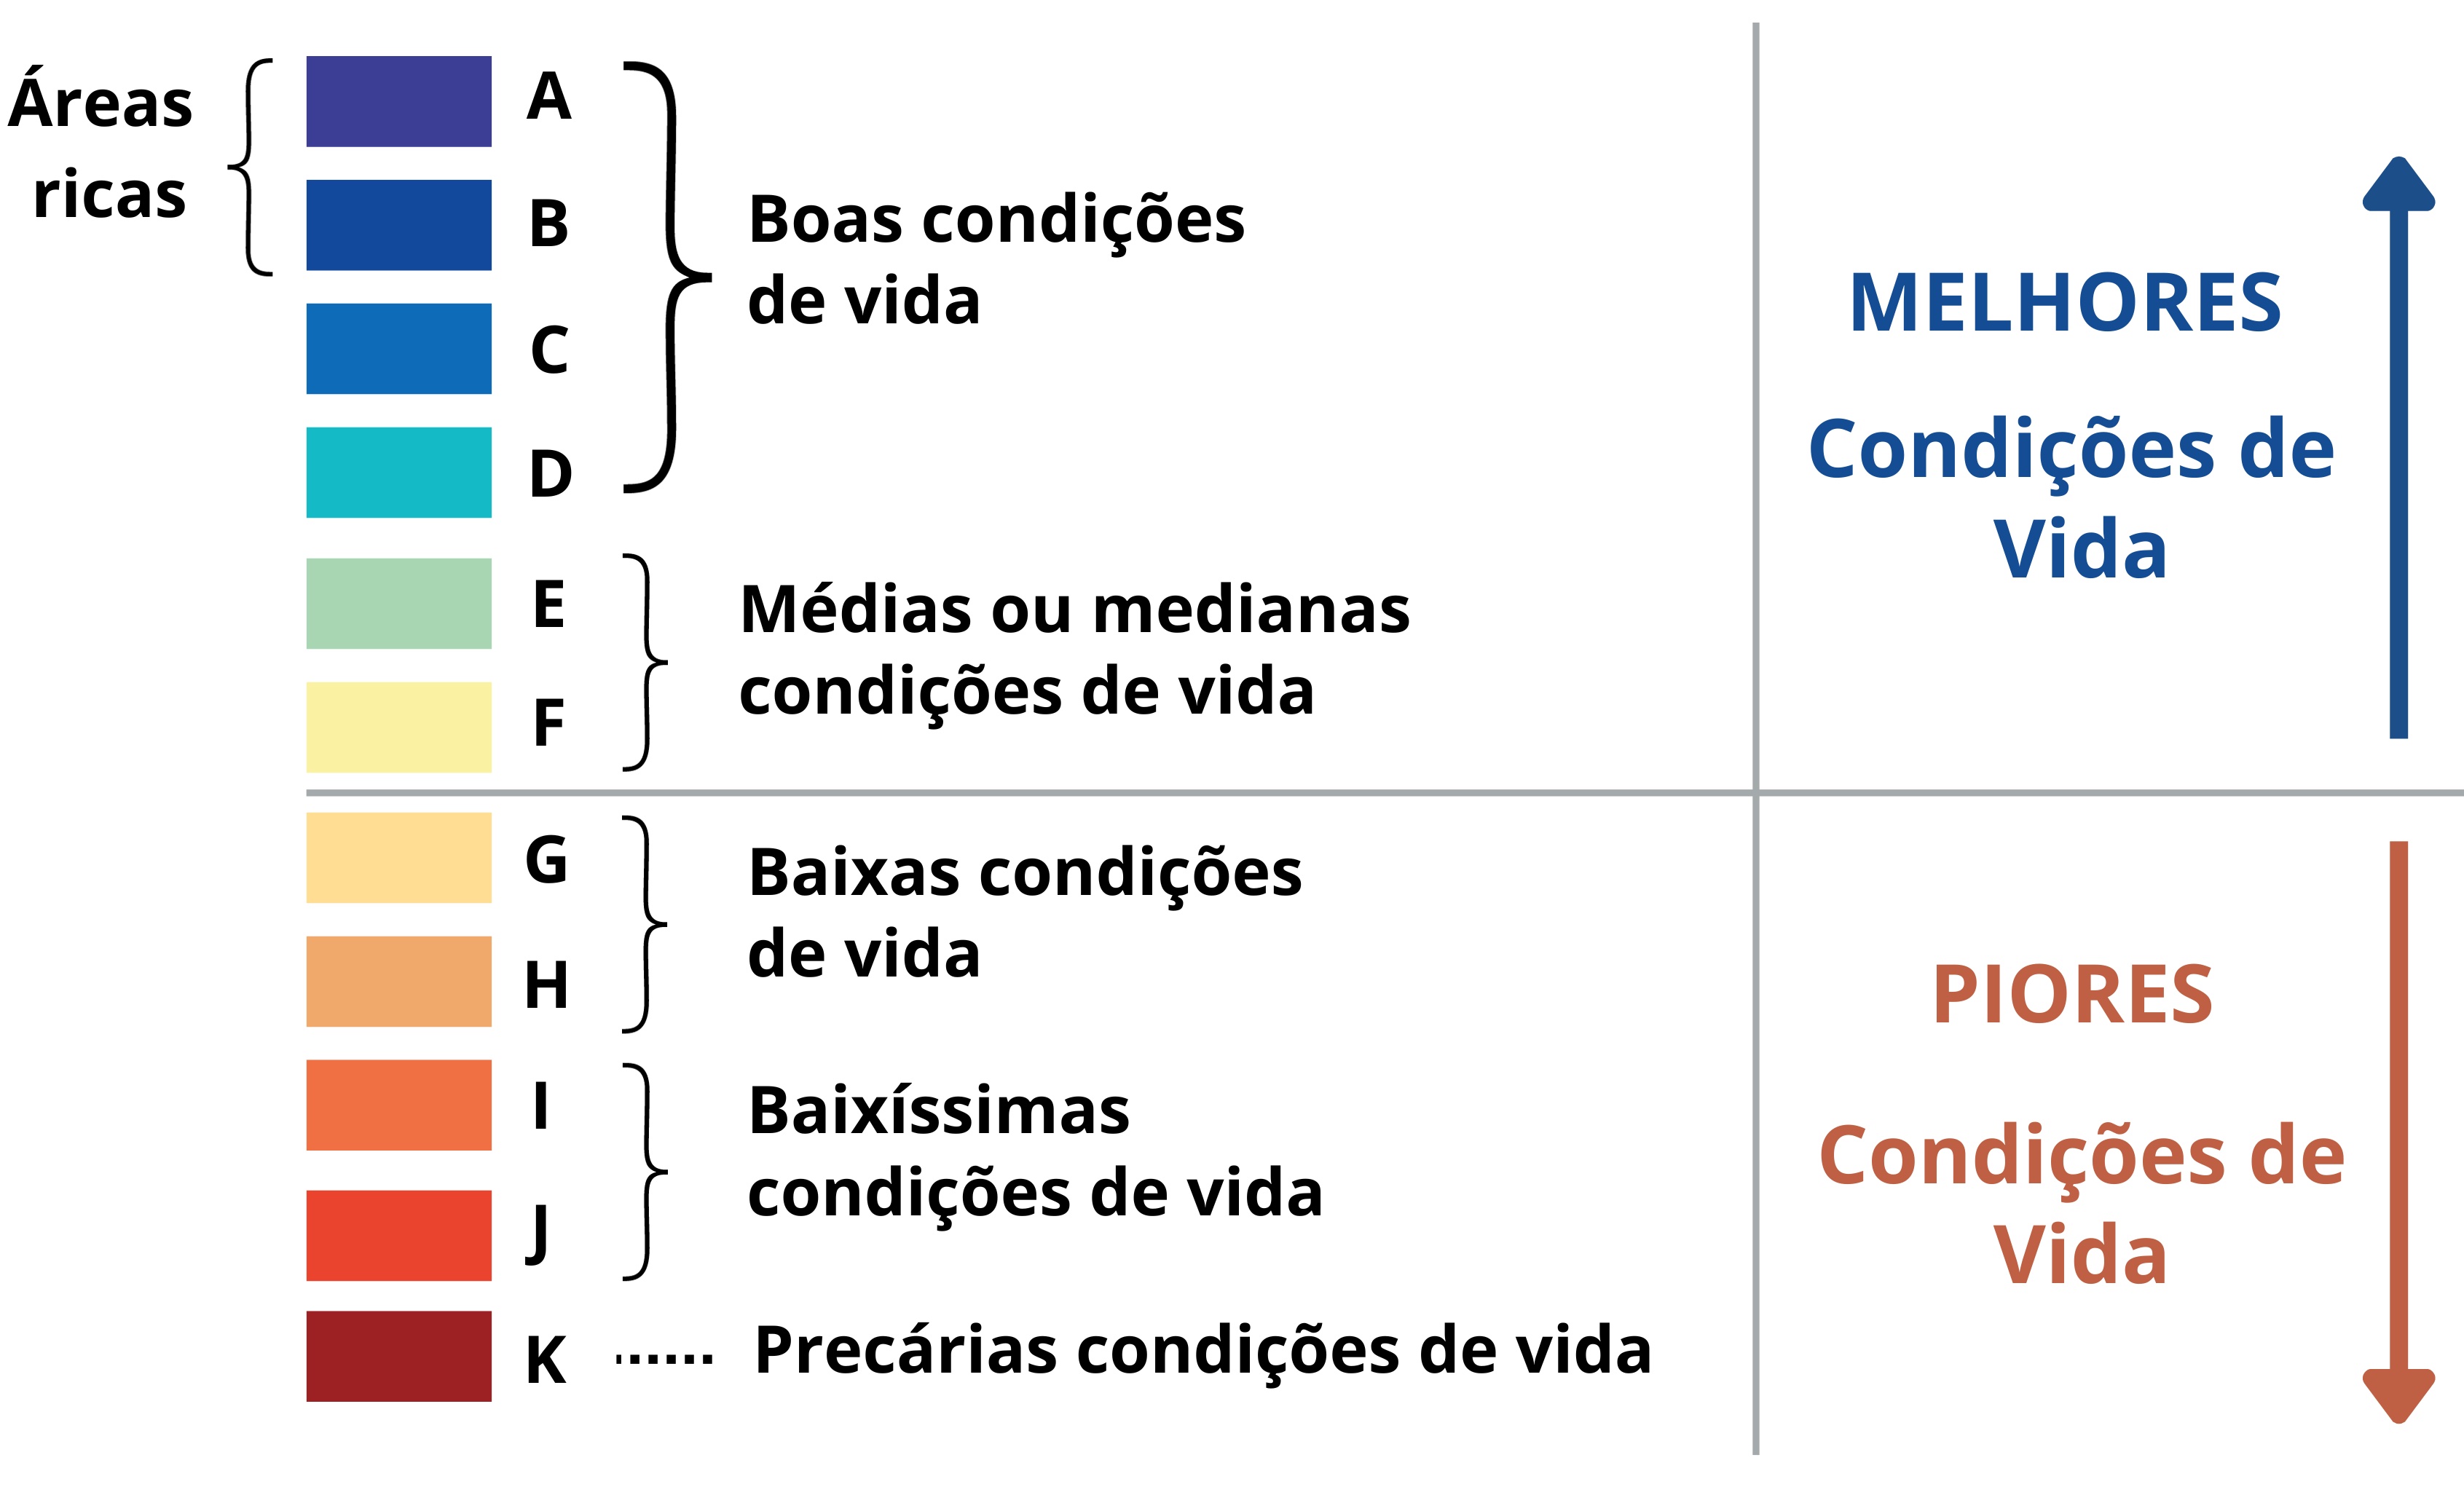 Áreas
ricas
A
B
C
D
Boas condições
de vida
E
F
Médias ou medianas
condições de vida
G
H
Baixas condições
de vida
I
J
Baixíssimas
condições de vida
K
Precárias condições de vida
MELHORES
Condições de
Vida
PIORES
Condições de
Vida